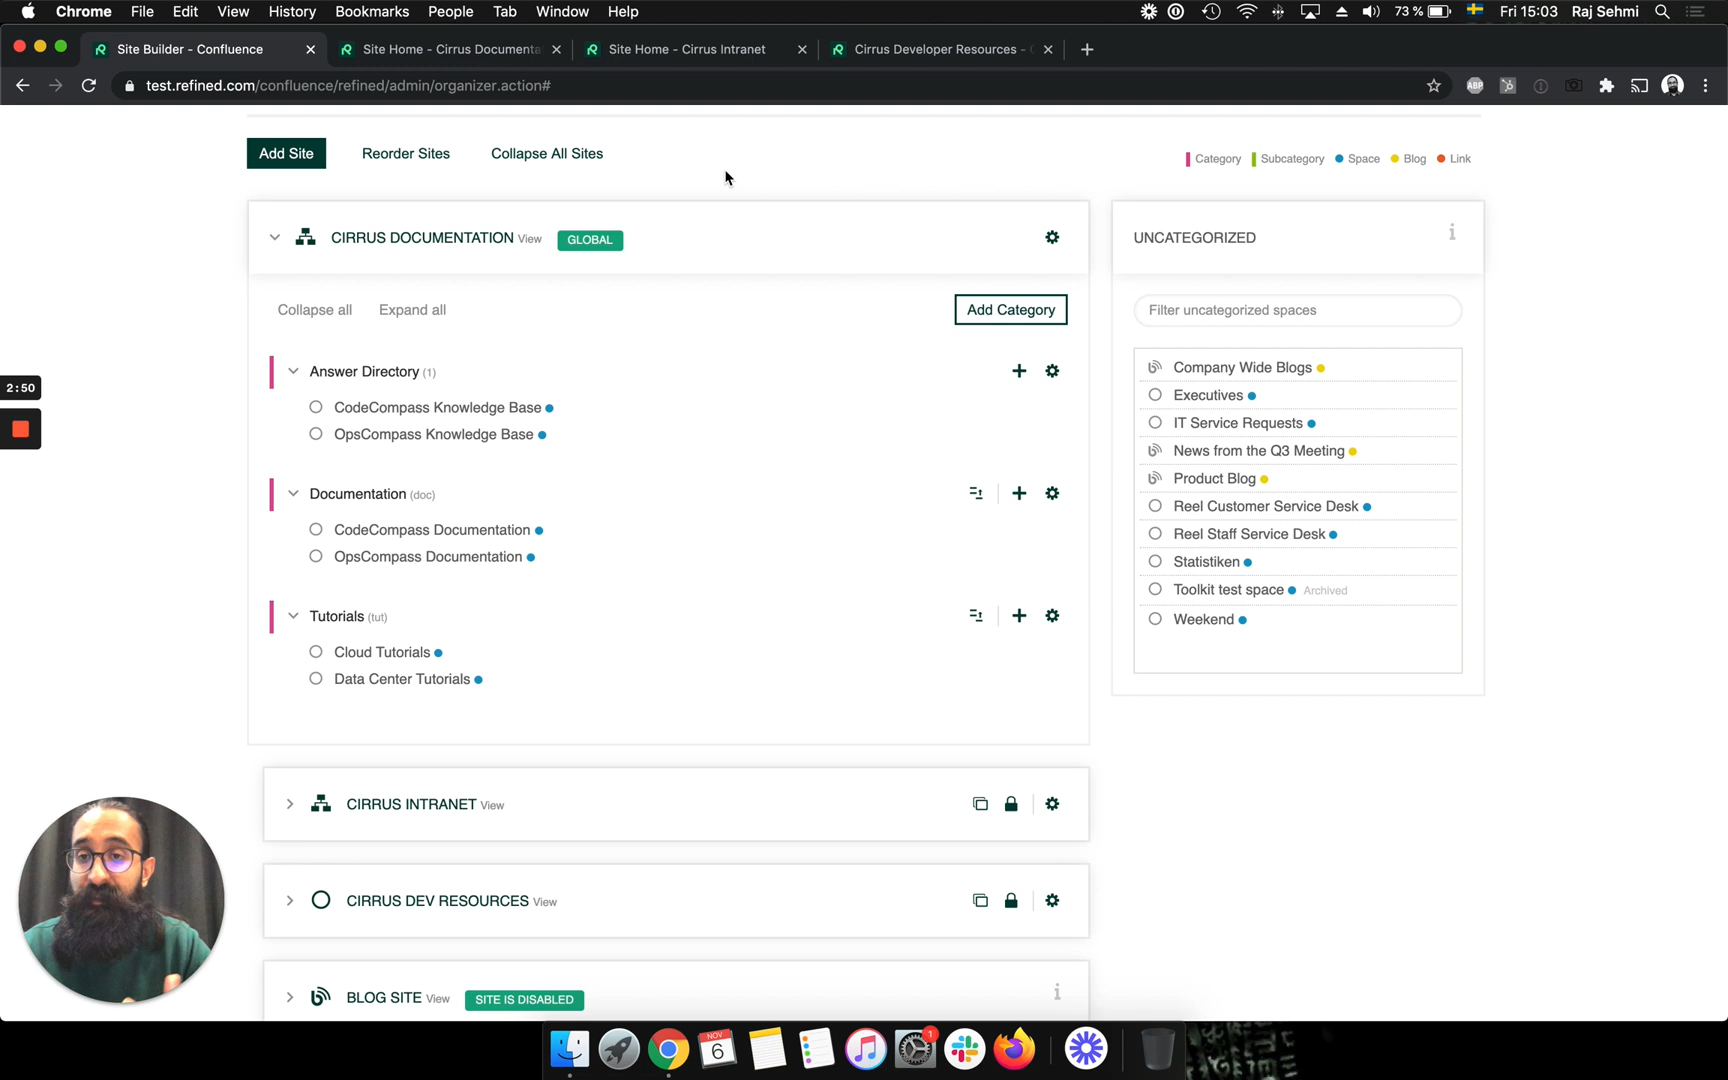 Chrome File Edit View History Bookmarks People Tab Window Help
73 % Fri 15:03 Raj Sehmi
Site Builder - Confluence
Site Home - Cirrus Documenta
Site Home - Cirrus Intranet
Cirrus Developer Resources -
test.refined.com/confluence/refined/admin/organizer.action#
ABP
Add Site Reorder Sites Collapse All Sites
Category Subcategory Space Blog Link
CIRRUS DOCUMENTATION View GLOBAL
Collapse all Expand all Add Category
Answer Directory (1)
CodeCompass Knowledge Base
OpsCompass Knowledge Base
Documentation (doc)
CodeCompass Documentation
OpsCompass Documentation
Tutorials (tut)
Cloud Tutorials
Data Center Tutorials
CIRRUS INTRANET View
CIRRUS DEV RESOURCES View
BLOG SITE View SITE IS DISABLED
UNCATEGORIZED
Filter uncategorized spaces
Company Wide Blogs
Executives
IT Service Requests
News from the Q3 Meeting
Product Blog
Reel Customer Service Desk
Reel Staff Service Desk
Statistiken
Toolkit test space Archived
Weekend
2:50
NOV
6
1